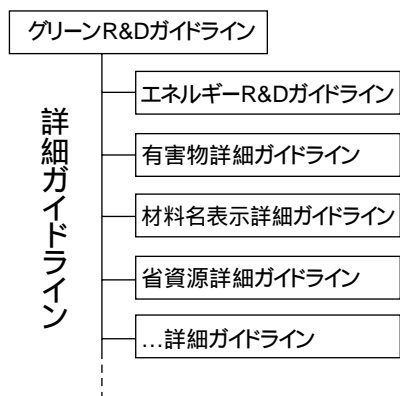 グリーンR&Dガイドライン
詳細ガイドライン
エネルギーR&Dガイドライン
有害物詳細ガイドライン
材料名表示詳細ガイドライン
省資源詳細ガイドライン
...詳細ガイドライン